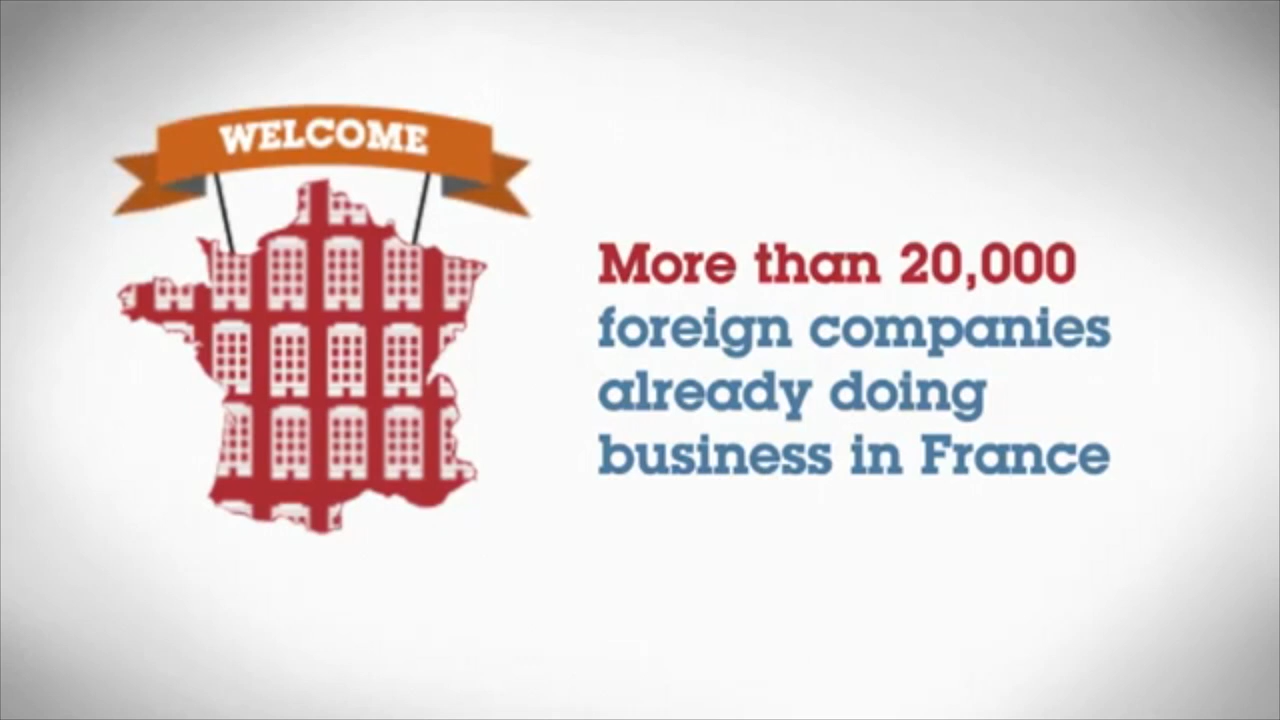 WELCOME
More than 20,000
foreign companies
already doing
business in France